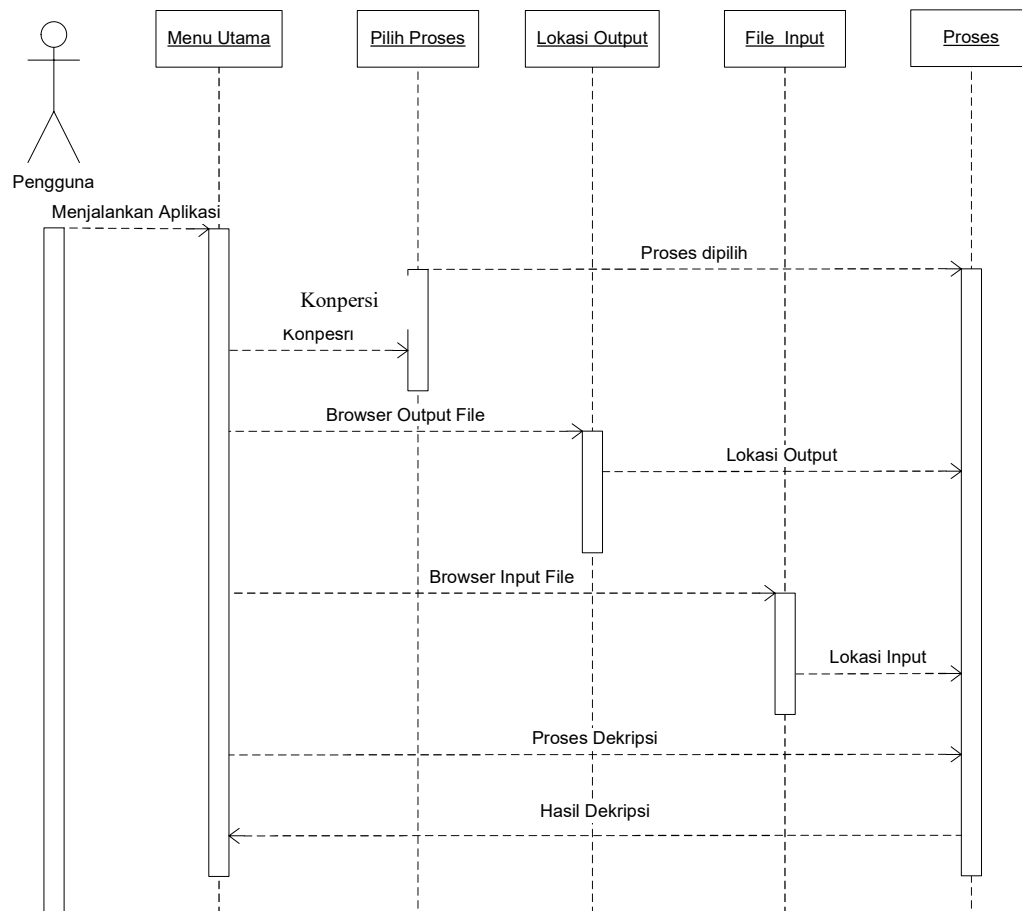 Menu Utama
Pilih Proses
Lokasi Output
File Input
Proses
Pengguna
Menjalankan Aplikasi
Proses dipilih
Konpersi
Konpesri
Browser Output File
Lokasi Output
Browser Input File
Lokasi Input
Proses Dekripsi
Hasil Dekripsi